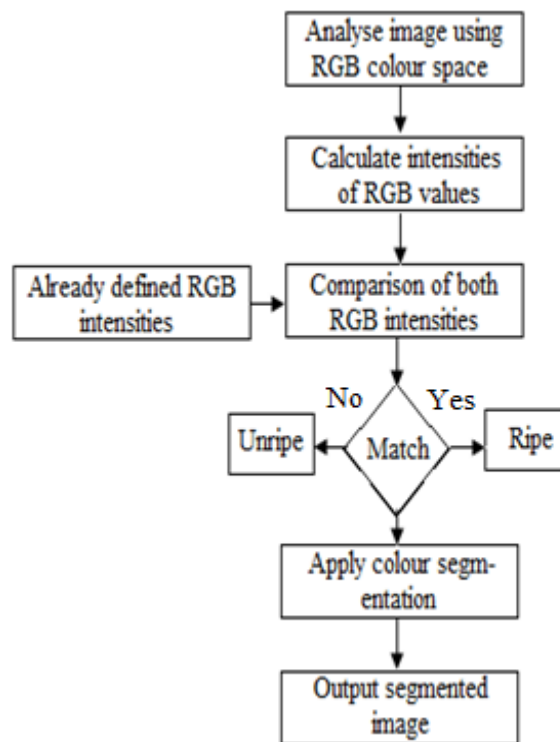 Analyse image using
RGB colour space
Calculate intensities
of RGB values
Already defined RGB
intensities
Comparison of both
RGB intensities
No
Yes
Unripe
Match
Ripe
Apply colour segm-
entation
Output segmented
image